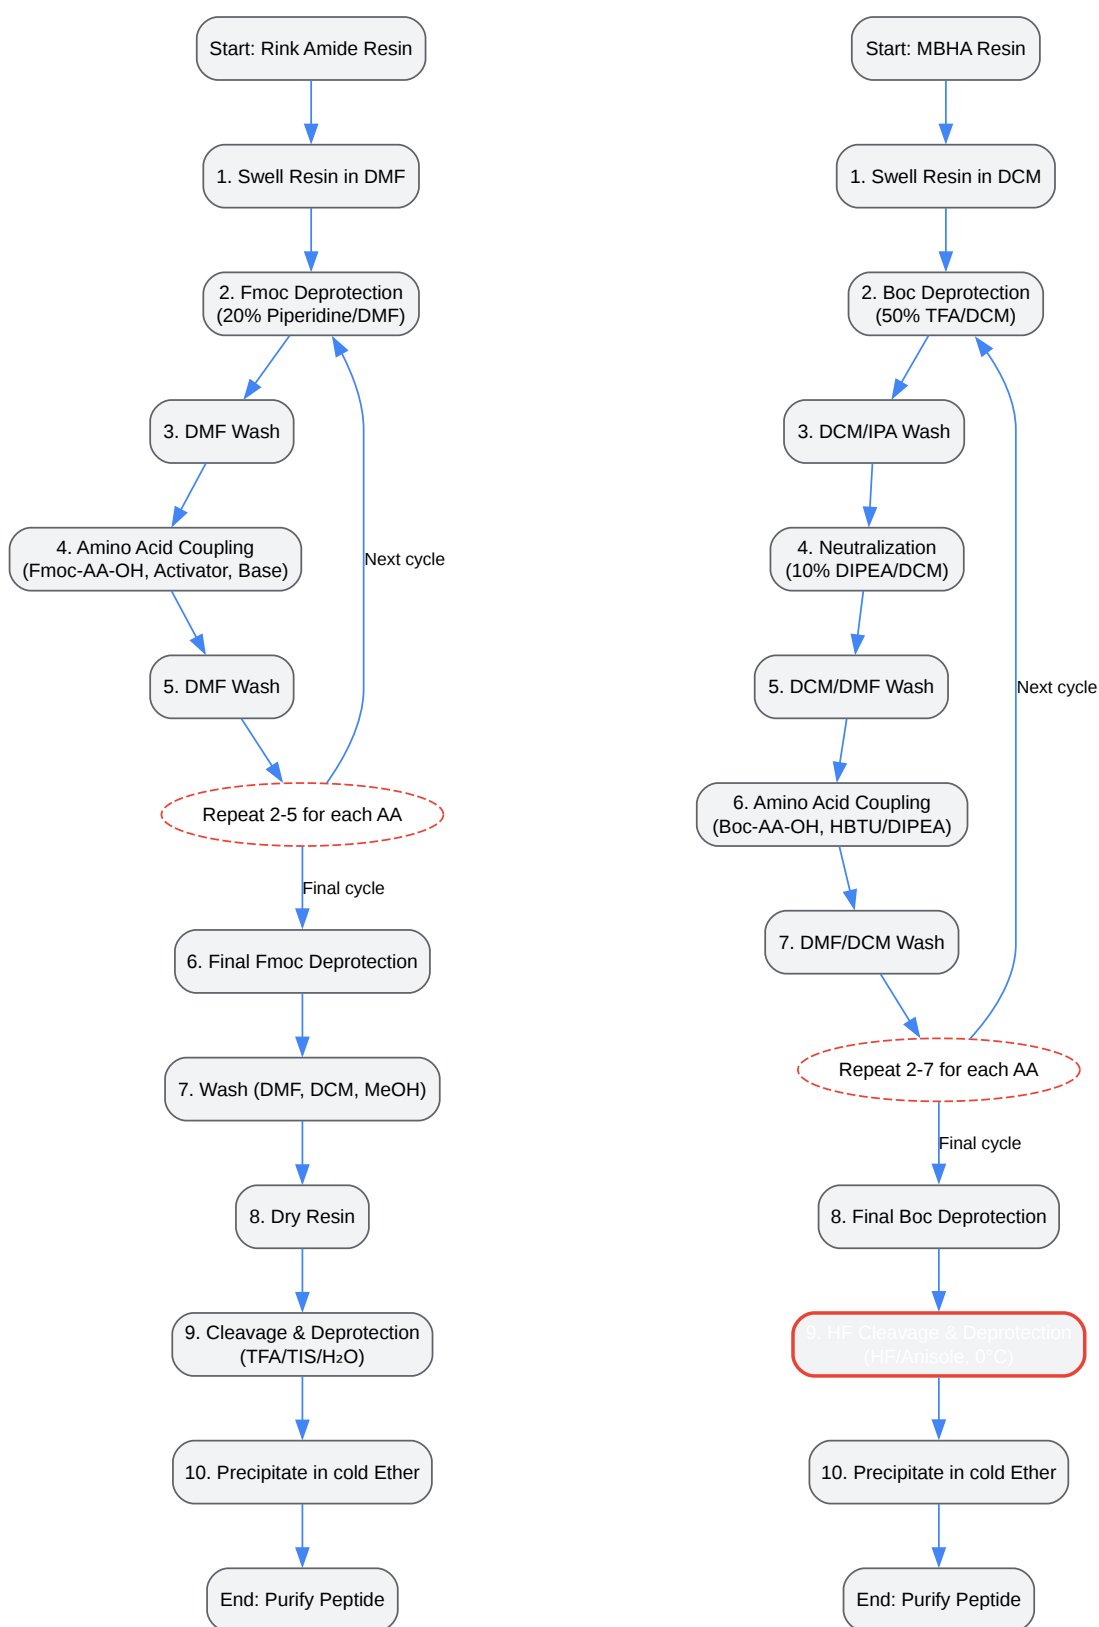 Start: Rink Amide Resin
1. Swell Resin in DMF
2. Fmoc Deprotection
(20% Piperidine/DMF)
3. DMF Wash
4. Amino Acid Coupling
(Fmoc-AA-OH, Activator, Base)
Next cycle
5. DMF Wash
Repeat 2-5 for each AA
Final cycle
6. Final Fmoc Deprotection
7. Wash (DMF, DCM, MeOH)
8. Dry Resin
9. Cleavage & Deprotection
(TFA/TIS/H₂O)
10. Precipitate in cold Ether
End: Purify Peptide
Start: MBHA Resin
1. Swell Resin in DCM
2. Boc Deprotection
(50% TFA/DCM)
3. DCM/IPA Wash
4. Neutralization
(10% DIPEA/DCM)
5. DCM/DMF Wash
Next cycle
6. Amino Acid Coupling
(Boc-AA-OH, HBTU/DIPEA)
7. DMF/DCM Wash
Repeat 2-7 for each AA
Final cycle
8. Final Boc Deprotection
9. HF Cleavage & Deprotection
(HF/Anisole, 0°C)
10. Precipitate in cold Ether
End: Purify Peptide